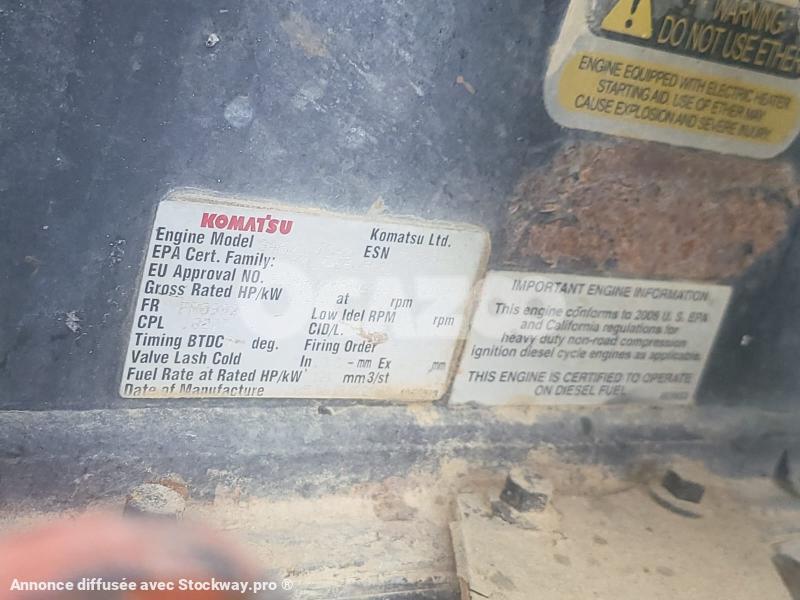 WARNING
DO NOT USE ETHER
ENGINE EQUIPPED WITH ELECTRIC HEATER
STARTING AID. USE OF ETHER MAY
CAUSE EXPLOSION AND SEVERE INJURY.
KOMATSU
Engine Model Komatsu Ltd.
EPA Cert. Family: ESN
EU Approval NO.
Gross Rated HP/kW at rpm
FR Low Idel RPM rpm
CPL CID/L.
Timing BTDC deg. Firing Order
Valve Lash Cold In - mm Ex mm
Fuel Rate at Rated HP/kW mm3/st
Date of Manufacture
IMPORTANT ENGINE INFORMATION
This engine conforms to 2008 U.S. EPA
and California regulations for
heavy duty non-road compression
ignition diesel cycle engines as applicable.
THIS ENGINE IS CERTIFIED TO OPERATE
ON DIESEL FUEL.
Annonce diffusée avec Stockway.pro ®